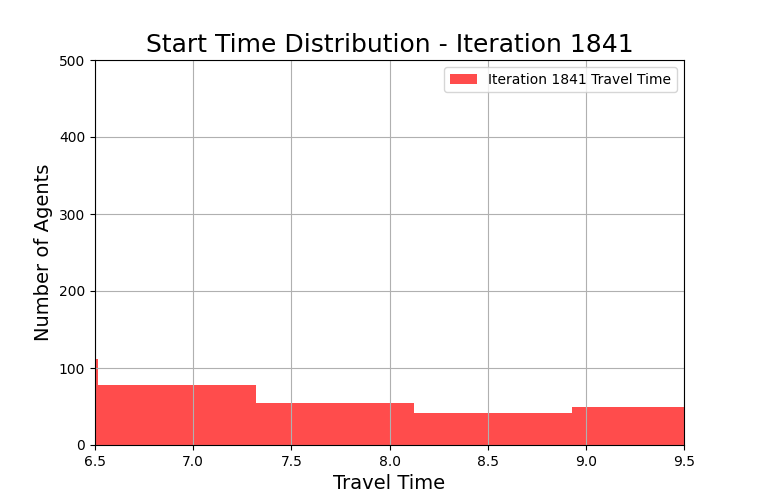 Start Time Distribution - Iteration 1841
Iteration 1841 Travel Time
Number of Agents
500
400
300
200
100
0
6.5 7.0 7.5 8.0 8.5 9.0 9.5
Travel Time